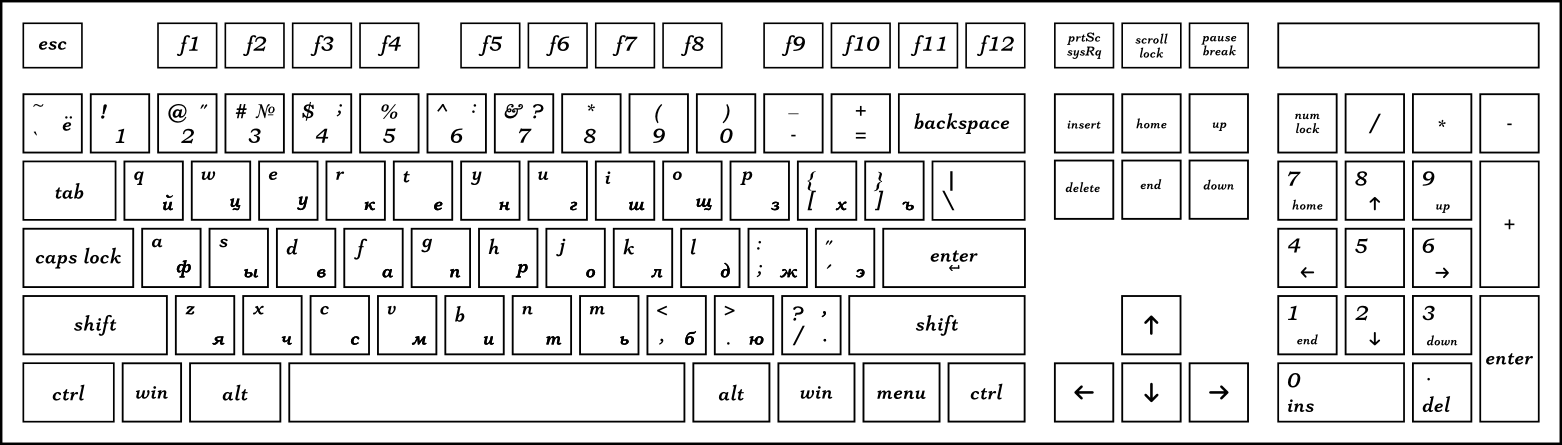 esc f1 f2 f3 f4 f5 f6 f7 f8 f9 f10 f11 f12 prtSc scroll pause
sysRq lock break
~ ! @ " # № $ ; % ^ : & ? * ( ) _ + backspace insert home up num / * -
` ё 1 2 3 4 5 6 7 8 9 0 - = lock
tab q w e r t y u i o p { } | delete end down 7 8 9 +
й ц у к е н г ш щ з [ х ] ъ \ home ↑ up
caps lock a s d f g h j k l : " enter 4 5 6
ф ы в а п р о л д ; ж ' э ↵ ← →
shift z x c v b n m < > ? , shift ↑ 1 2 3 enter
я ч с м и т ь , б . ю / . end ↓ down
ctrl win alt alt win menu ctrl ← ↓ → 0 .
ins del